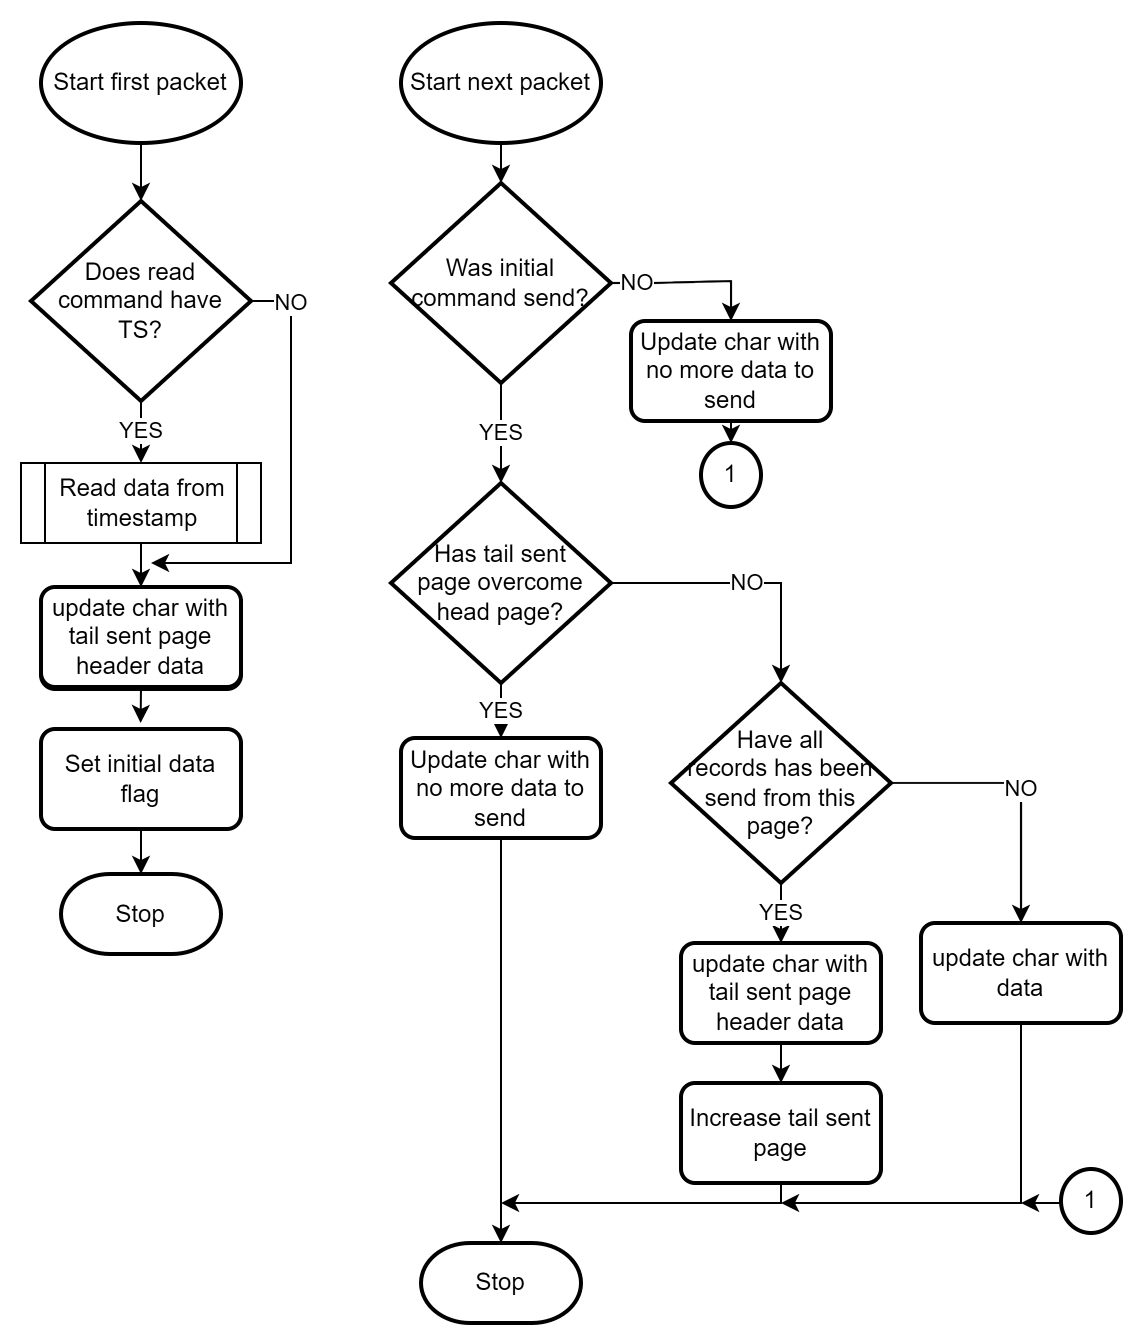 Start first packet
Does read
command have
TS?
NO
YES
Read data from
timestamp
update char with
tail sent page
header data
Set initial data
flag
Stop
Start next packet
Was initial
command send?
NO
Update char with
no more data to
send
1
YES
Has tail sent
page overcome
head page?
NO
YES
Update char with
no more data to
send
Have all
records has been
send from this
page?
NO
YES
update char with
data
update char with
tail sent page
header data
Increase tail sent
page
1
Stop